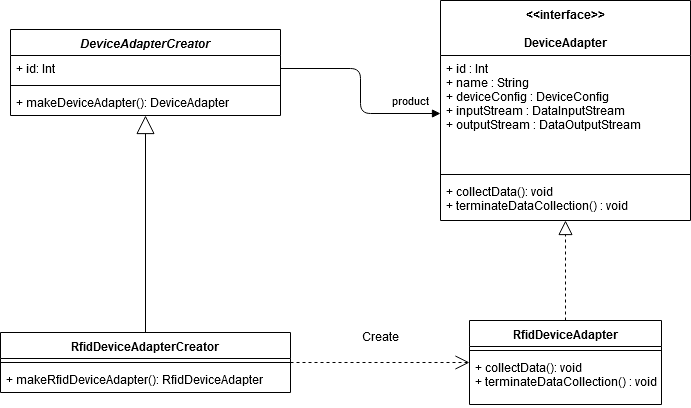 <<interface>>
DeviceAdapter
+ id : Int
+ name : String
+ deviceConfig : DeviceConfig
+ inputStream : DataInputStream
+ outputStream : DataOutputStream
+ collectData(): void
+ terminateDataCollection() : void
DeviceAdapterCreator
+ id: Int
+ makeDeviceAdapter(): DeviceAdapter
product
RfidDeviceAdapterCreator
+ makeRfidDeviceAdapter(): RfidDeviceAdapter
Create
RfidDeviceAdapter
+ collectData(): void
+ terminateDataCollection() : void